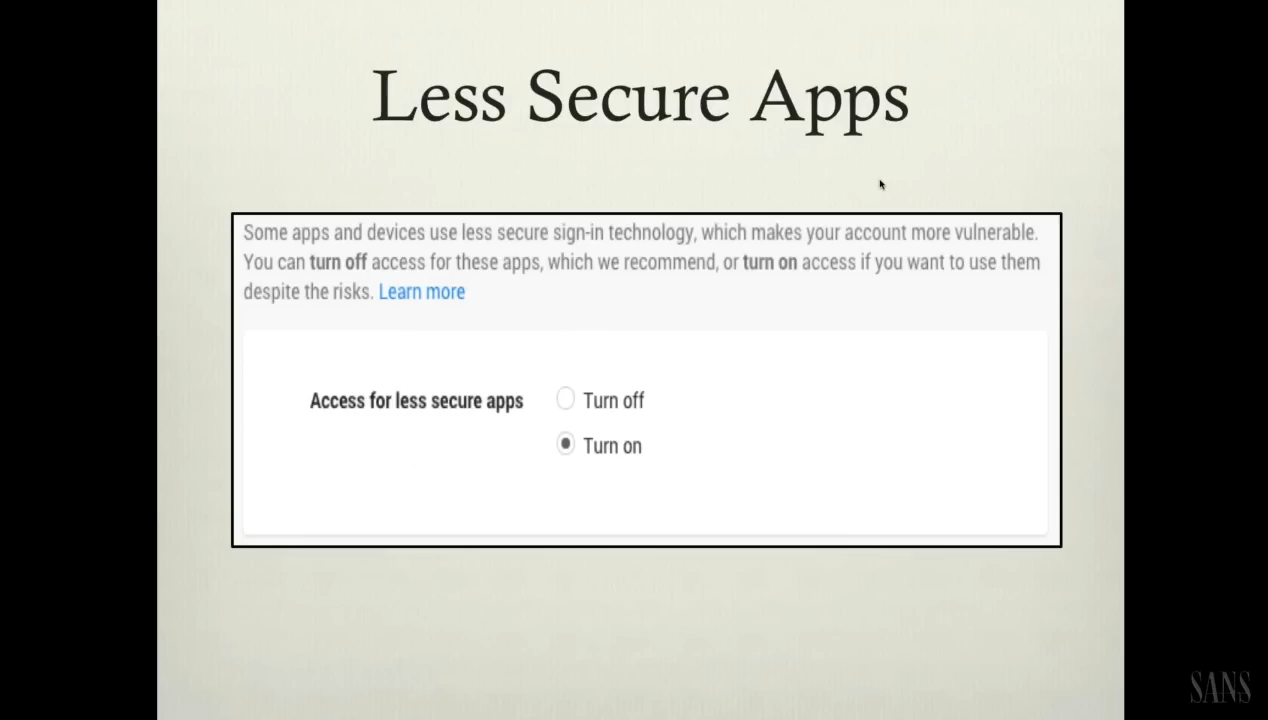 Less Secure Apps
Some apps and devices use less secure sign-in technology, which makes your account more vulnerable.
You can turn off access for these apps, which we recommend, or turn on access if you want to use them
despite the risks. Learn more
Access for less secure apps
Turn off
Turn on
SANS